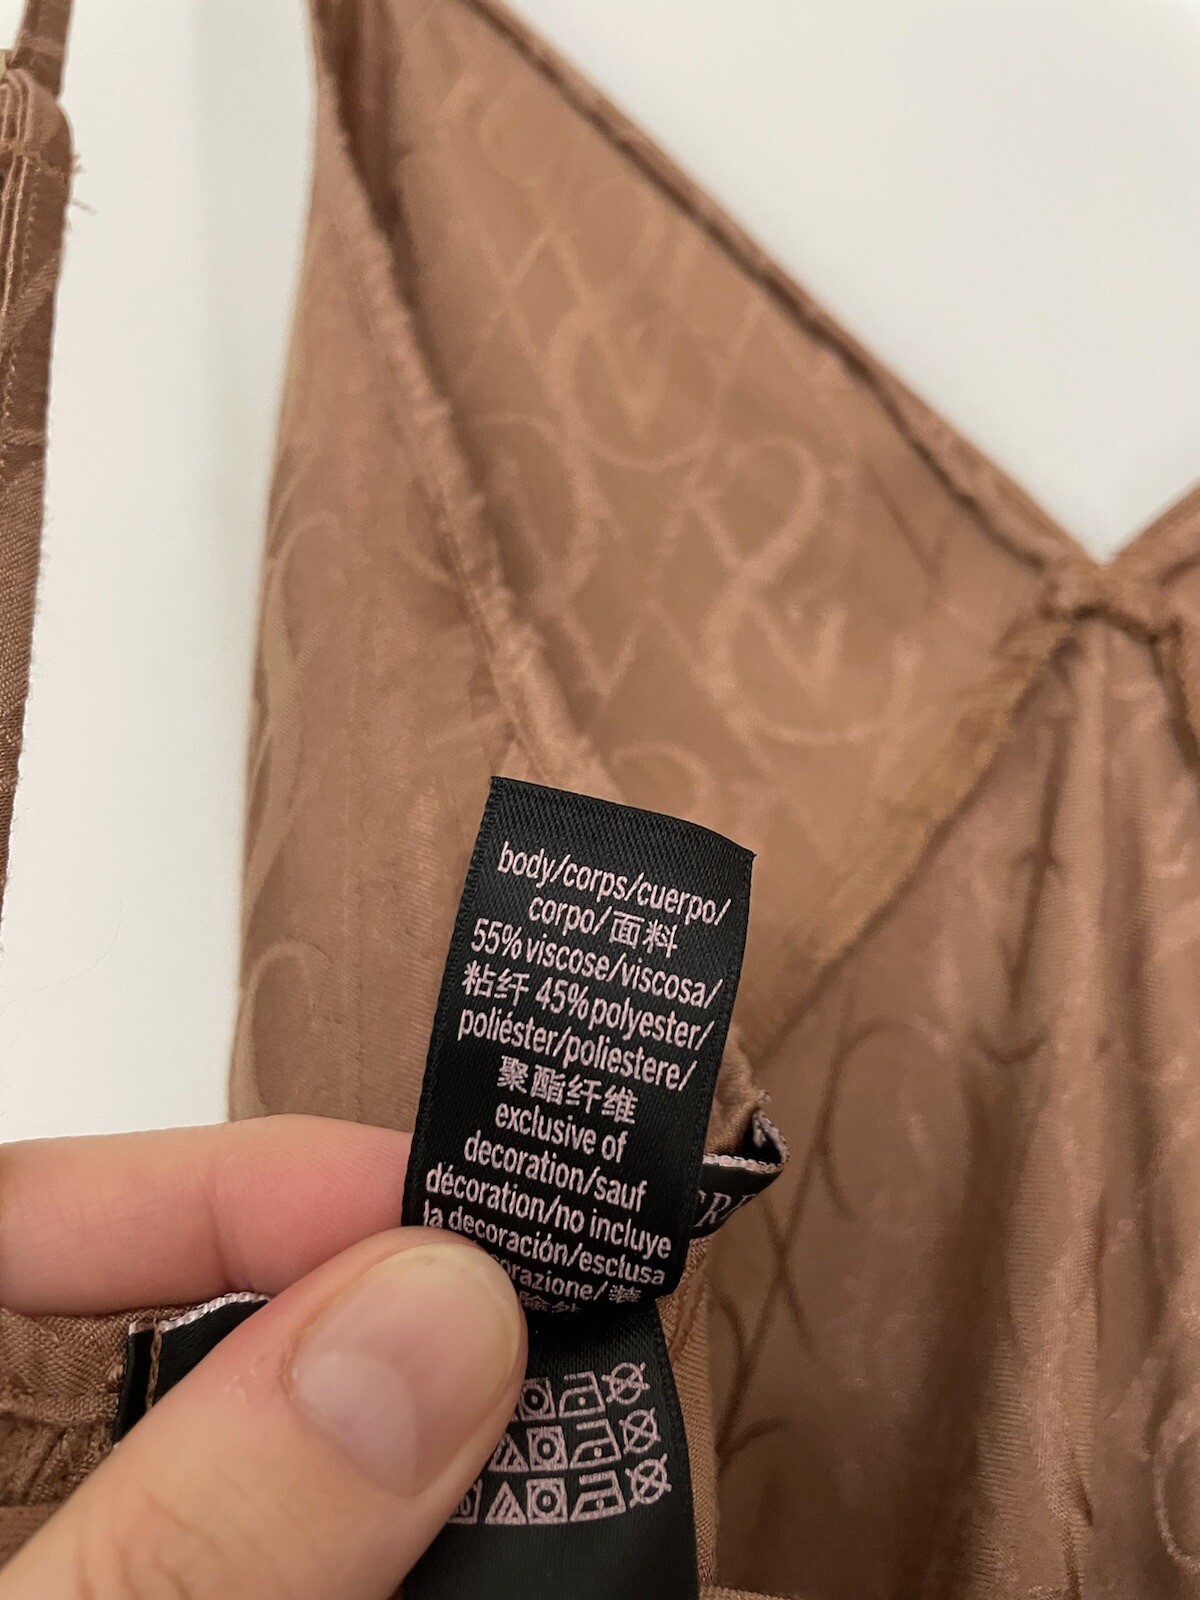 body/corps/cuerpo/
corpo/面料
55%viscose/viscosa/
粘纤 45%polyester/
poliéster/poliestere/
聚酯纤维
exclusive of
decoration/sauf
décoration/no incluye
la decoración/esclusa